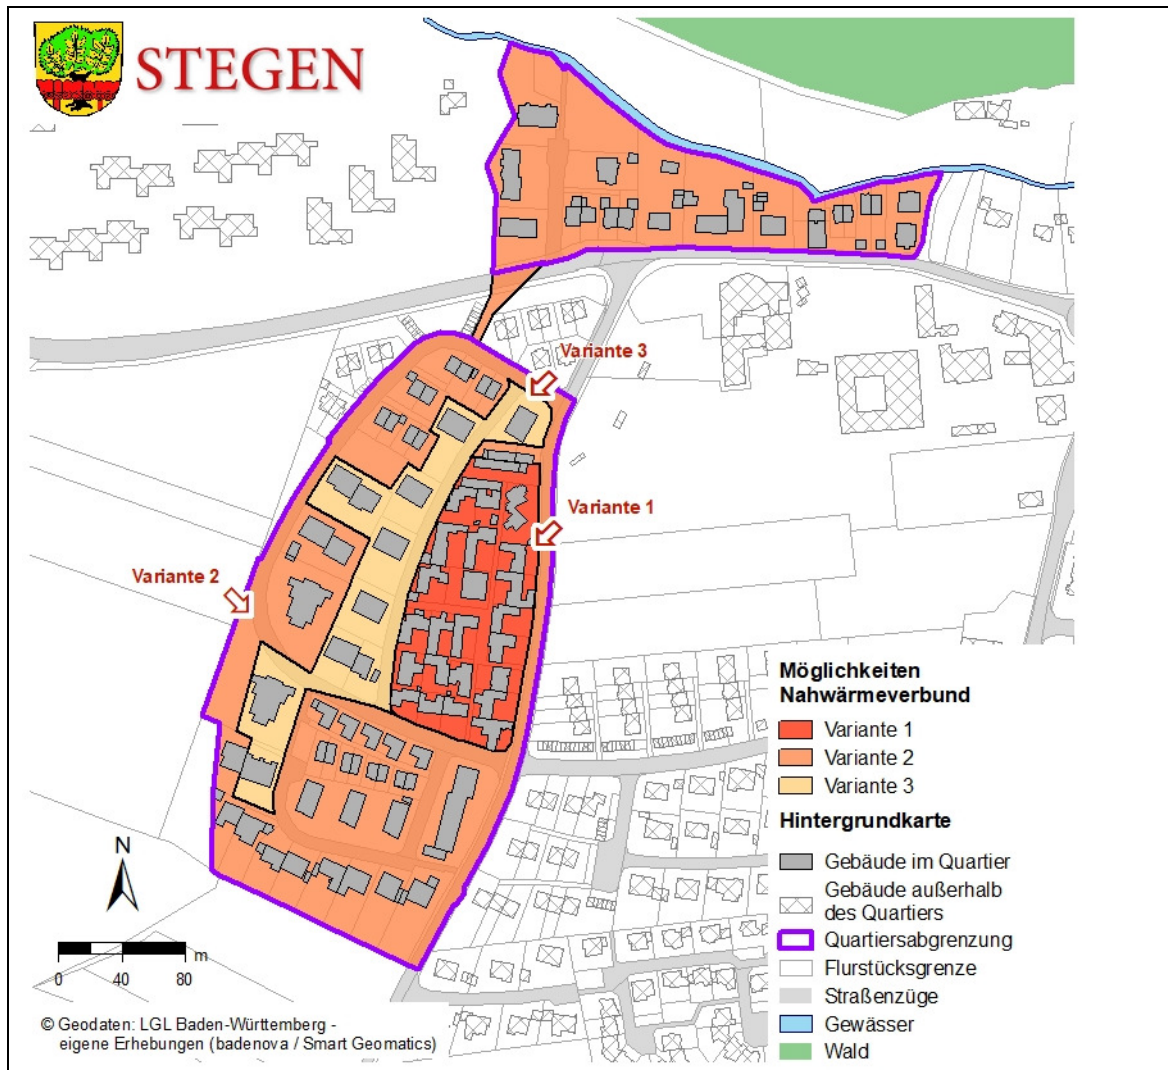 STEGEN
Variante 3
Variante 1
Variante 2
Möglichkeiten
Nahwärmeverbund
Variante 1
Variante 2
Variante 3
Hintergrundkarte
Gebäude im Quartier
Gebäude außerhalb
des Quartiers
Quartiersabgrenzung
Flurstücksgrenze
Straßenzüge
Gewässer
Wald
N
m
0 40 80
© Geodaten: LGL Baden-Württemberg -
eigene Erhebungen (badenova / Smart Geomatics)